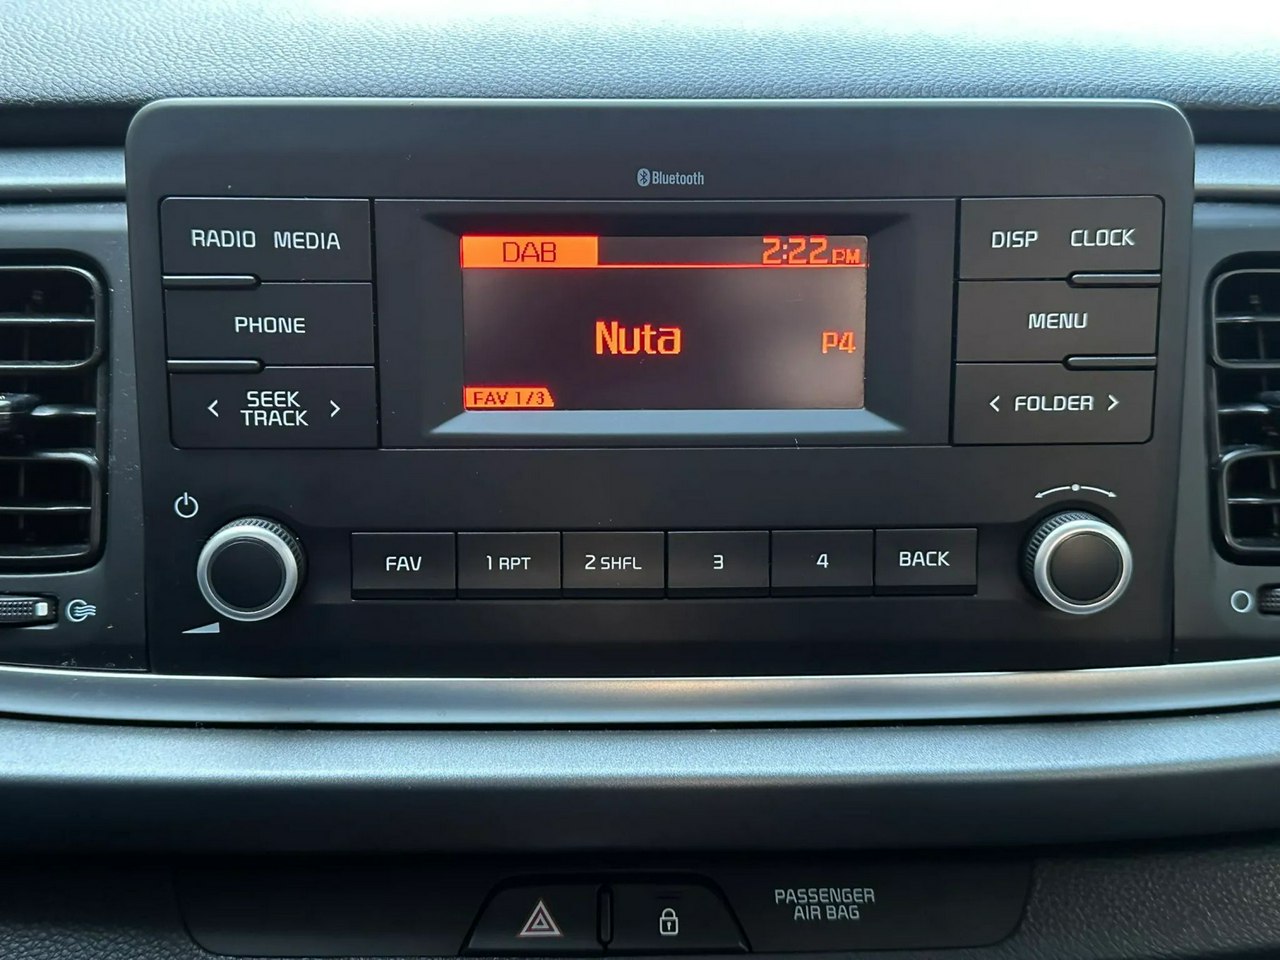 Bluetooth
RADIO MEDIA
DAB
2:22 PM
DISP CLOCK
PHONE
Nuta
P4
MENU
< SEEK TRACK >
FAV 1/3
< FOLDER >
FAV
1 RPT
2 SHFL
3
4
BACK
PASSENGER
AIR BAG